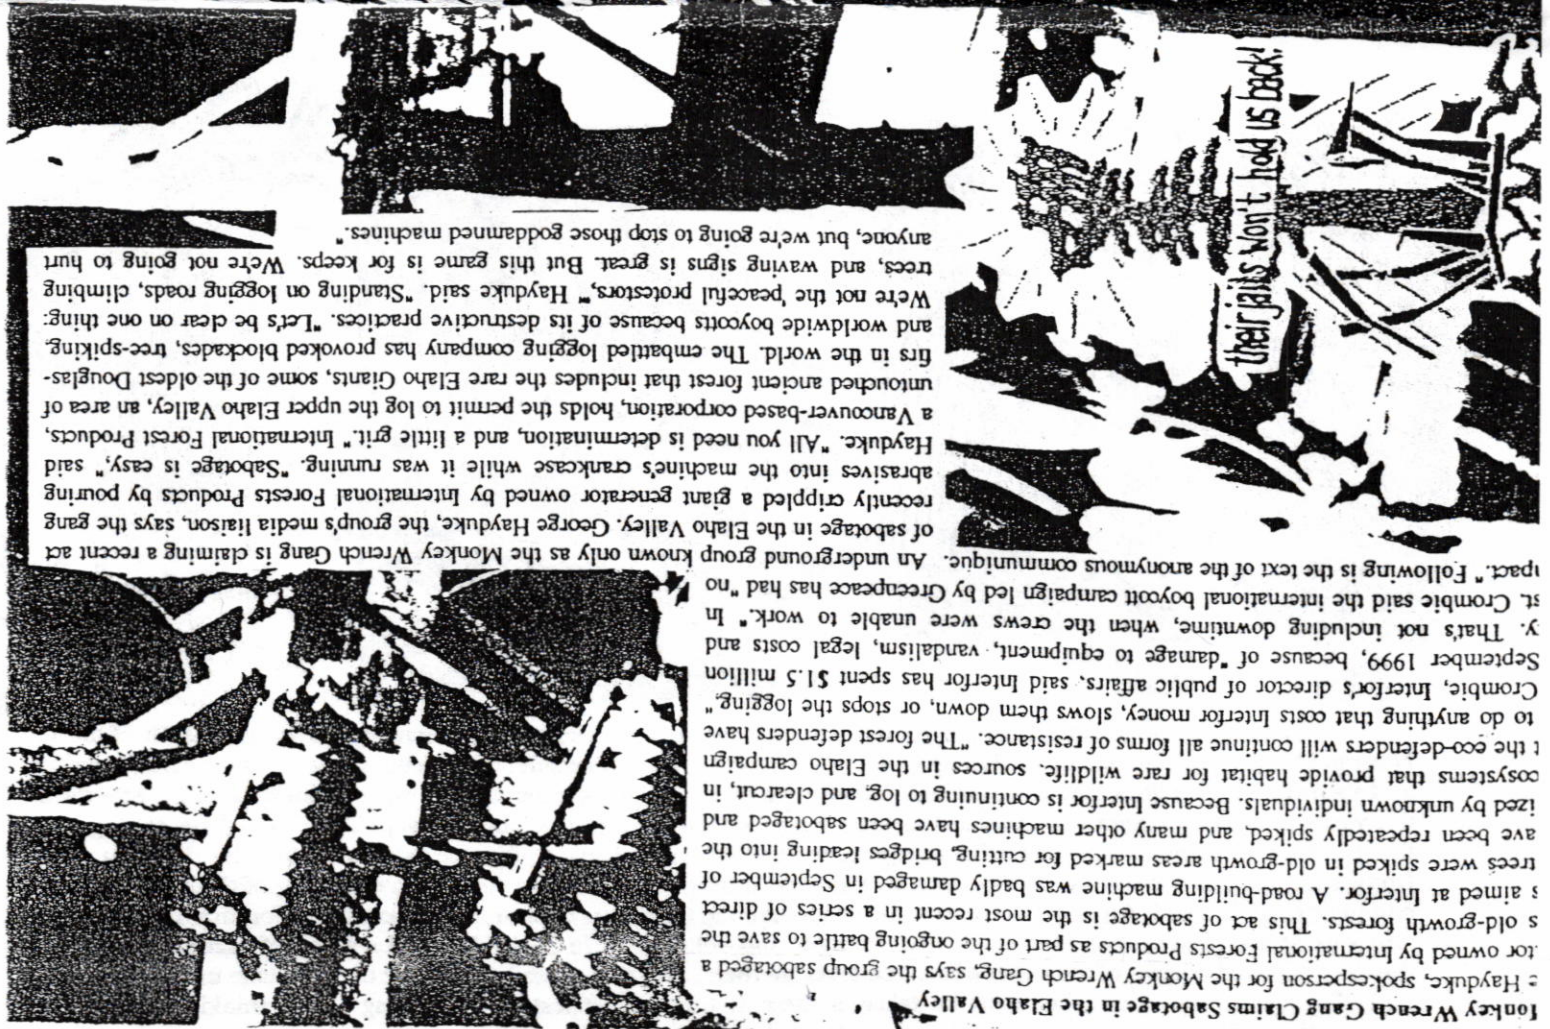 onkey Wrench Gang Claims Sabotage in the Elaho Valley
e Hayduke, spokesperson for the Monkey Wrench Gang, says the group sabotaged a
tor owned by International Forests Products as part of the ongoing battle to save the
s old-growth forests. This act of sabotage is the most recent in a series of direct
s aimed at Interfor. A road-building machine was badly damaged in September of
trees were spiked in old-growth areas marked for cutting, bridges leading into the
ave been repeatedly spiked, and many other machines have been sabotaged and
ized by unknown individuals. Because Interfor is continuing to log, and clearcut, in
cosystems that provide habitat for rare wildlife. sources in the Elaho campaign
t the eco-defenders will continue all forms of resistance. "The forest defenders have
to do anything that costs Interfor money, slows them down, or stops the logging,"
Crombie, Interfor's director of public affairs, said Interfor has spent $1.5 million
September 1999, because of "damage to equipment, vandalism, legal costs and
y. That's not including downtime, when the crews were unable to work." In
st. Crombie said the international boycott campaign led by Greenpeace has had "no
pact." Following is the text of the anonymous communique. An underground group known only as the Monkey Wrench Gang is claiming a recent act
of sabotage in the Elaho Valley. George Hayduke, the group's media liaison, says the gang
recently crippled a giant generator owned by International Forests Products by pouring
abrasives into the machine's crankcase while it was running. "Sabotage is easy," said
Hayduke. "All you need is determination, and a little grit." International Forest Products,
a Vancouver-based corporation, holds the permit to log the upper Elaho Valley, an area of
untouched ancient forest that includes the rare Elaho Giants, some of the oldest Douglas-
firs in the world. The embattled logging company has provoked blockades, tree-spiking,
and worldwide boycotts because of its destructive practices. "Let's be clear on one thing:
We're not the 'peaceful protestors,'" Hayduke said. "Standing on logging roads, climbing
trees, and waving signs is great. But this game is for keeps. We're not going to hurt
anyone, but we're going to stop those goddamned machines."
their jails won't hold us back!